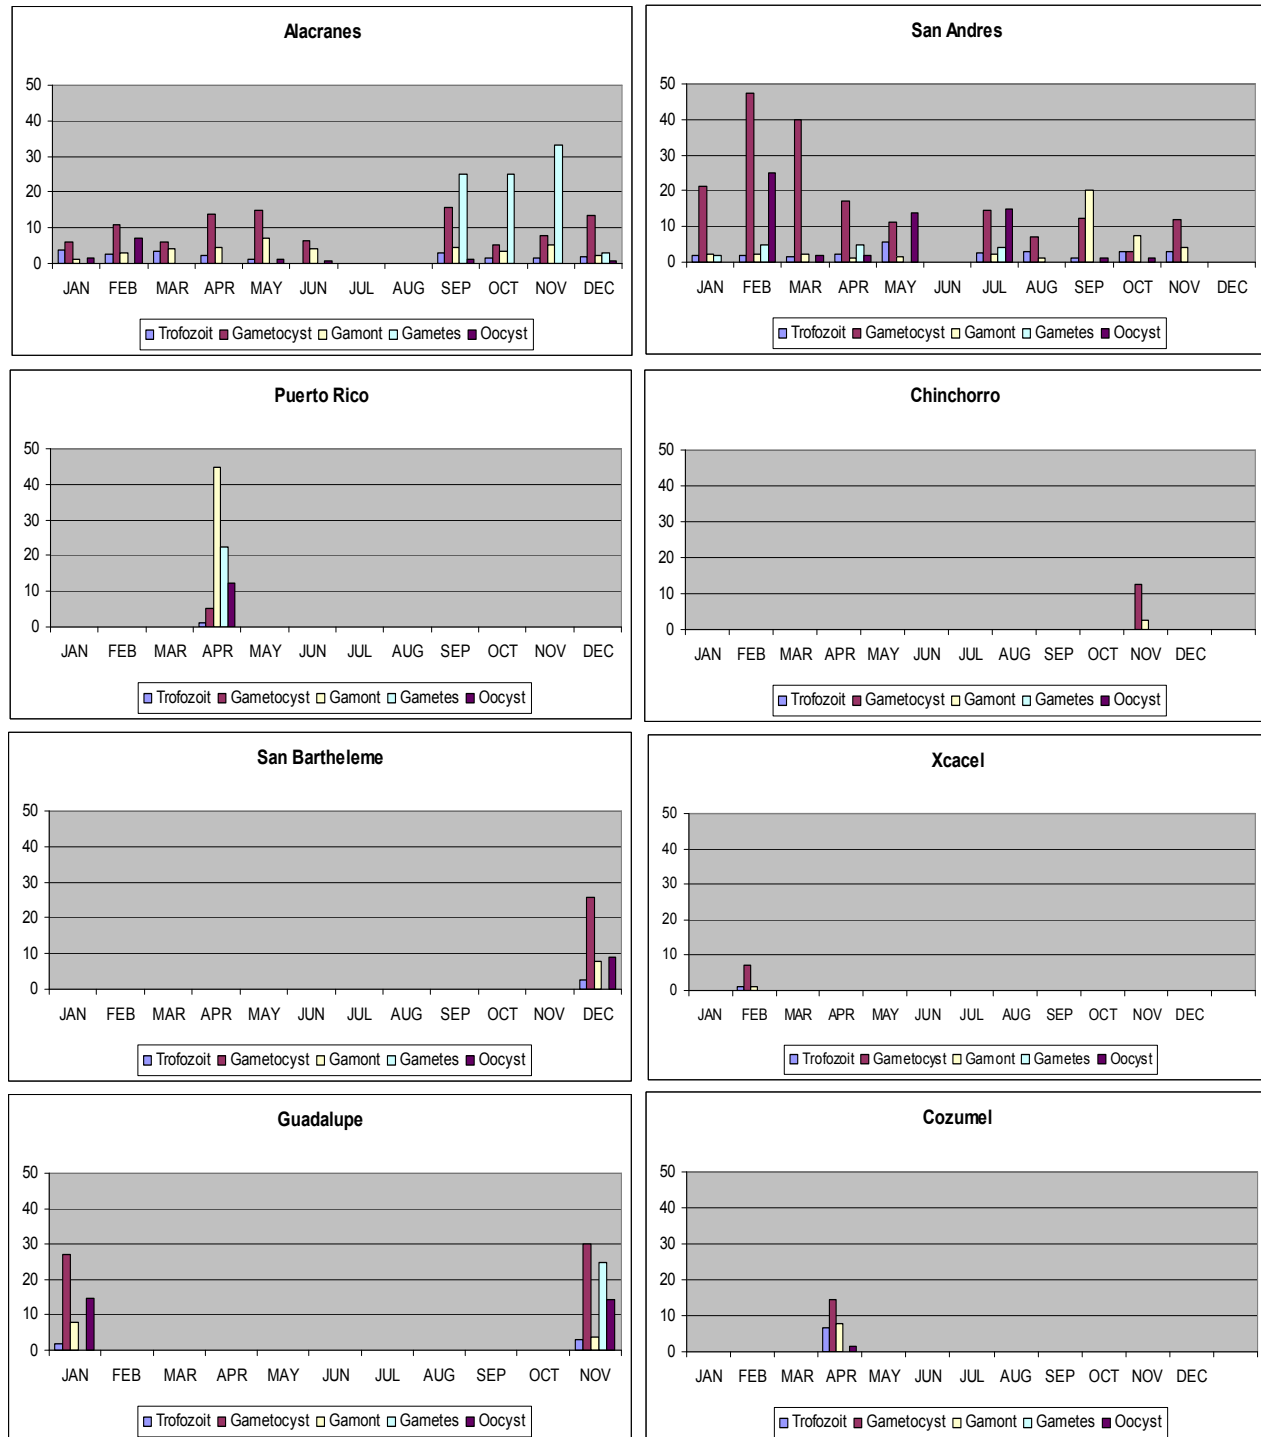 Alacranes
50
40
30
20
10
0
JAN FEB MAR APR MAY JUN JUL AUG SEP OCT NOV DEC
Trofozoit Gametocyst Gamont Gametes Oocyst
San Andres
50
40
30
20
10
0
JAN FEB MAR APR MAY JUN JUL AUG SEP OCT NOV DEC
Trofozoit Gametocyst Gamont Gametes Oocyst
Puerto Rico
50
40
30
20
10
0
JAN FEB MAR APR MAY JUN JUL AUG SEP OCT NOV DEC
Trofozoit Gametocyst Gamont Gametes Oocyst
Chinchorro
50
40
30
20
10
0
JAN FEB MAR APR MAY JUN JUL AUG SEP OCT NOV DEC
Trofozoit Gametocyst Gamont Gametes Oocyst
San Bartheleme
50
40
30
20
10
0
JAN FEB MAR APR MAY JUN JUL AUG SEP OCT NOV DEC
Trofozoit Gametocyst Gamont Gametes Oocyst
Xcacel
50
40
30
20
10
0
JAN FEB MAR APR MAY JUN JUL AUG SEP OCT NOV DEC
Trofozoit Gametocyst Gamont Gametes Oocyst
Guadalupe
50
40
30
20
10
0
JAN FEB MAR APR MAY JUN JUL AUG SEP OCT NOV
Trofozoit Gametocyst Gamont Gametes Oocyst
Cozumel
50
40
30
20
10
0
JAN FEB MAR APR MAY JUN JUL AUG SEP OCT NOV DEC
Trofozoit Gametocyst Gamont Gametes Oocyst